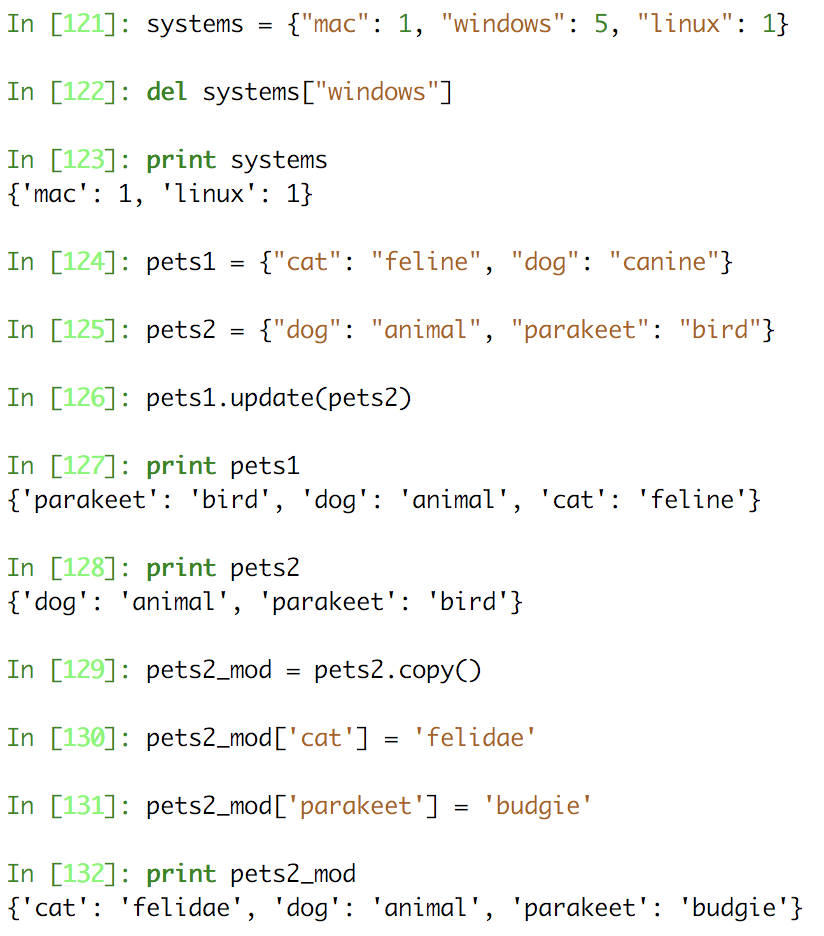 In [121]: systems = {"mac": 1, "windows": 5, "linux": 1}
In [122]: del systems["windows"]
In [123]: print systems
{'mac': 1, 'linux': 1}
In [124]: pets1 = {"cat": "feline", "dog": "canine"}
In [125]: pets2 = {"dog": "animal", "parakeet": "bird"}
In [126]: pets1.update(pets2)
In [127]: print pets1
{'parakeet': 'bird', 'dog': 'animal', 'cat': 'feline'}
In [128]: print pets2
{'dog': 'animal', 'parakeet': 'bird'}
In [129]: pets2_mod = pets2.copy()
In [130]: pets2_mod['cat'] = 'felidae'
In [131]: pets2_mod['parakeet'] = 'budgie'
In [132]: print pets2_mod
{'cat': 'felidae', 'dog': 'animal', 'parakeet': 'budgie'}